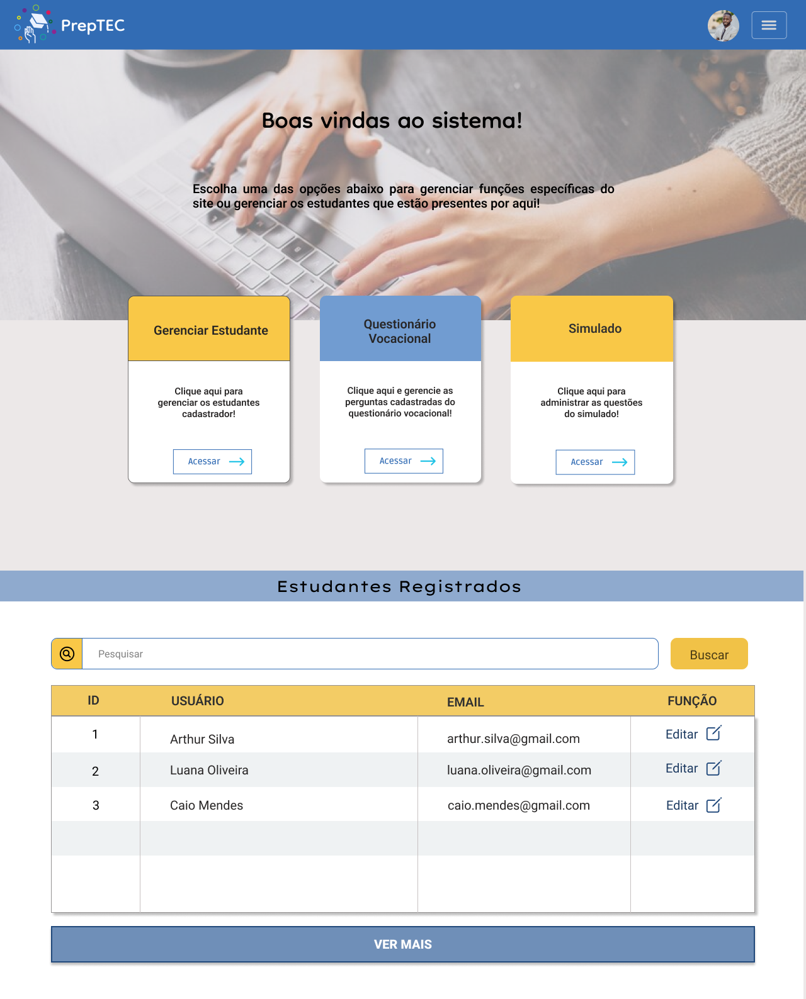 PrepTEC
Boas vindas ao sistema!
Escolha uma das opções abaixo para gerenciar funções específicas do
site ou gerenciar os estudantes que estão presentes por aqui!
Gerenciar Estudante
Clique aqui para
gerenciar os estudantes
cadastrador!
Acessar
Questionário
Vocacional
Clique aqui e gerencie as
perguntas cadastradas do
questionário vocacional!
Acessar
Simulado
Clique aqui para
administrar as questões
do simulado!
Acessar
Estudantes Registrados
Pesquisar
Buscar
ID USUÁRIO EMAIL FUNÇÃO
1 Arthur Silva arthur.silva@gmail.com Editar
2 Luana Oliveira luana.oliveira@gmail.com Editar
3 Caio Mendes caio.mendes@gmail.com Editar
VER MAIS